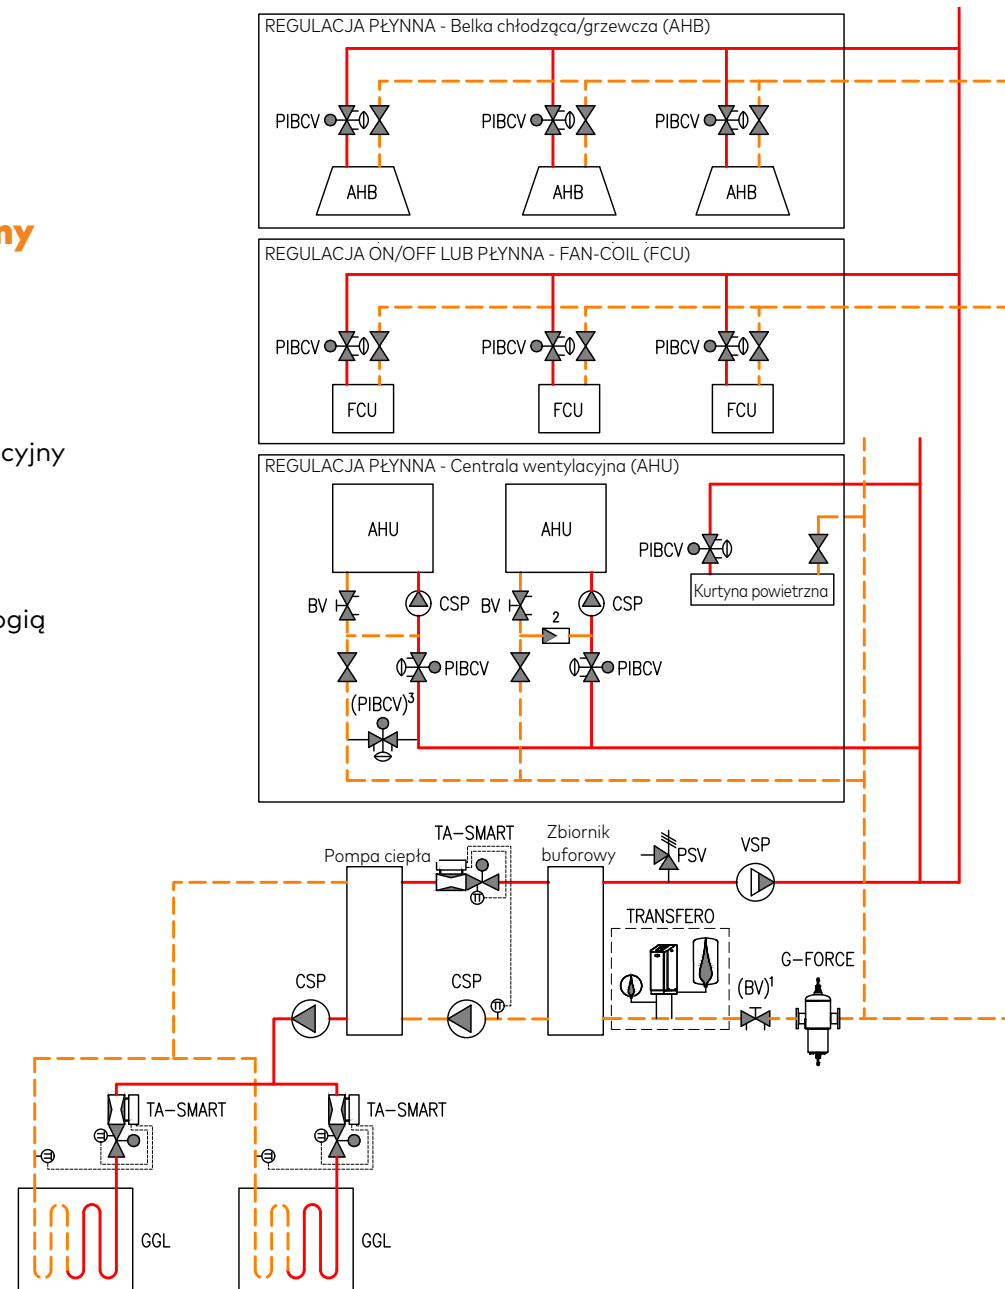 REGULACJA PŁYNNA - Belka chłodząca/grzewcza (AHB)
PIBCV PIBCV PIBCV
AHB AHB AHB
ny
REGULACJA ON/OFF LUB PŁYNNA - FAN-COIL (FCU)
PIBCV PIBCV PIBCV
FCU FCU FCU
cyjny
REGULACJA PŁYNNA - Centrala wentylacyjna (AHU)
AHU AHU
PIBCV
Kurtyna powietrzna
BV CSP BV CSP
2
ogią
PIBCV PIBCV
(PIBCV)³
TA-SMART
Zbiornik
buforowy
Pompa ciepła
PSV
VSP
TRANSFERO
G-FORCE
CSP CSP
(BV)¹
TA-SMART TA-SMART
GGL GGL